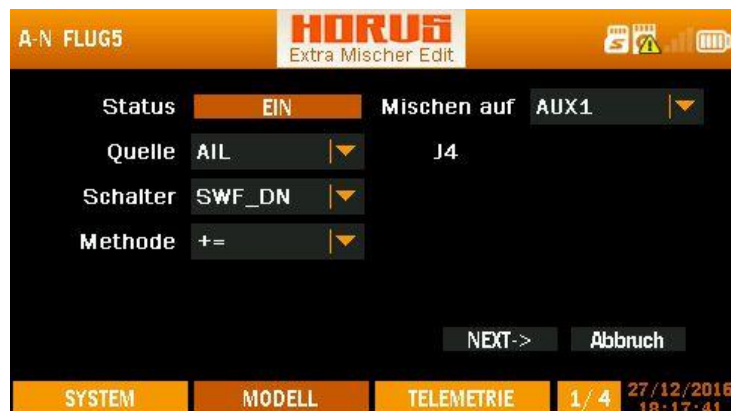 A-N FLUG5
HORUS
Extra Mischer Edit
Status EIN Mischen auf AUX1
Quelle AIL J4
Schalter SWF_DN
Methode +=
NEXT-> Abbruch
SYSTEM MODELL TELEMETRIE 1/4 27/12/2016
18:17:41